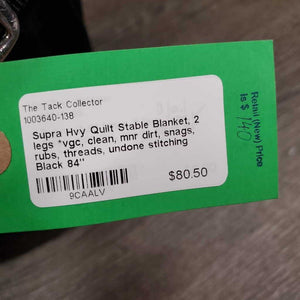 The Tack Collector
1003640-138
Supra Hvy Quilt Stable Blanket, 2
legs *vgc, clean, mnr dirt, snags,
rubs, threads, undone stitching
Black 84"
$80.50
9CAALV
Retail (New) Price
is $ 140